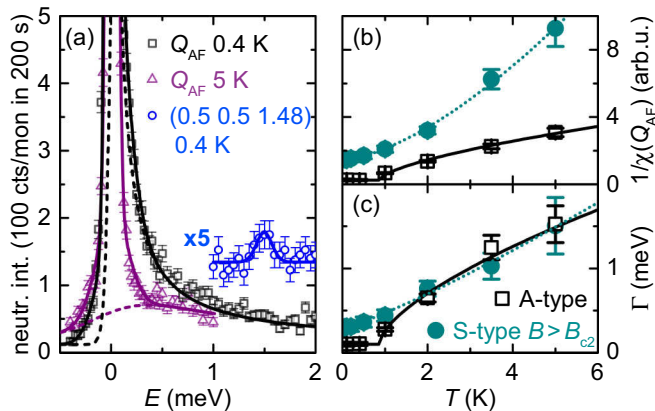 (a)
Q_AF 0.4 K
Q_AF 5 K
(0.5 0.5 1.48)
0.4 K
x5
neutr. int. (100 cts/mon in 200 s)
5
4
3
2
1
0
0 1 2
E (meV)
(b)
8
4
0
1/χ(Q_AF) (arb.u.)
(c)
1
0
Γ (meV)
A-type
S-type B > B_c2
0 2 4 6
T (K)